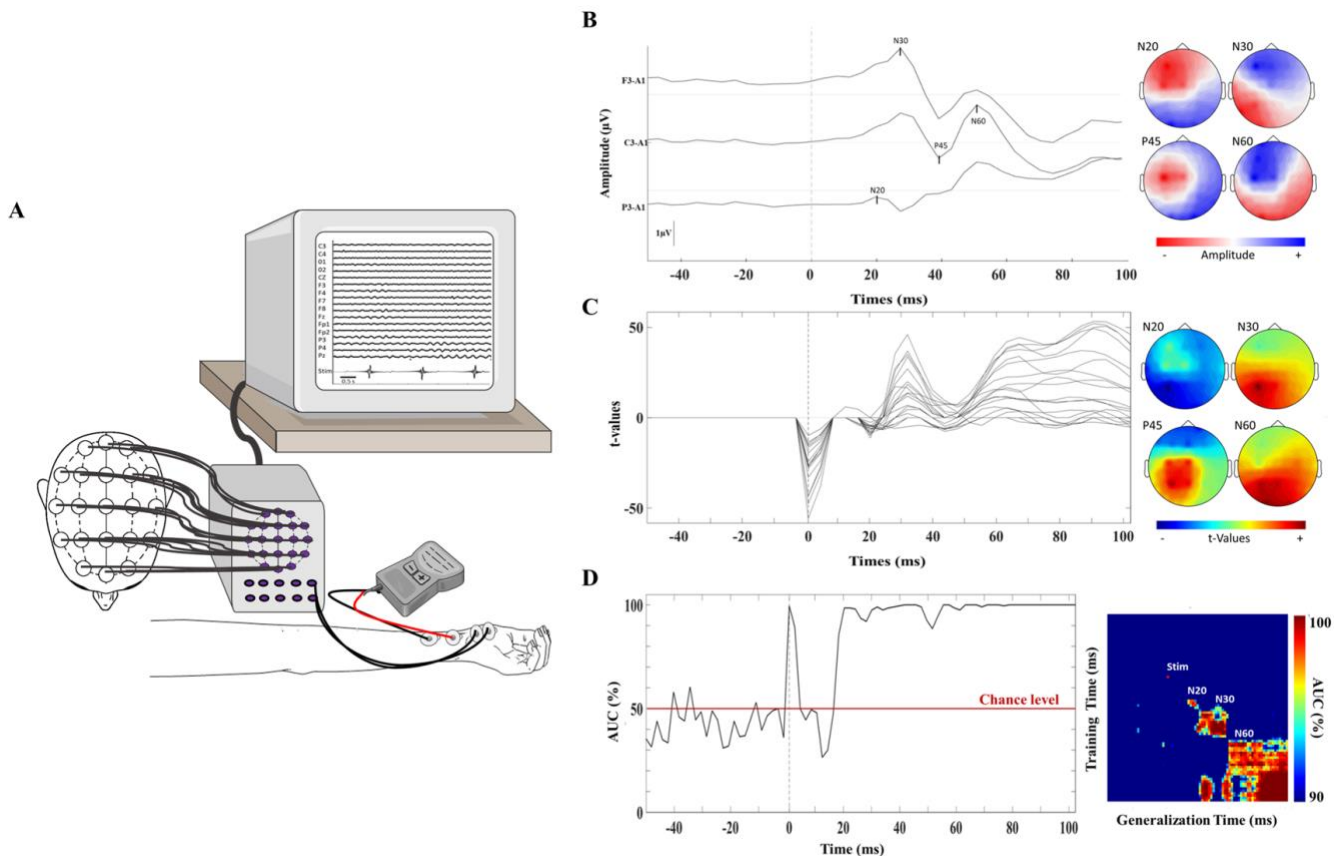 A
C3
C4
O1
O2
CZ
F3
F4
F7
F8
Fz
Fp1
Fp2
P3
P4
Pz
Stim
0.5 s
B
Amplitude (µV)
F3-A1
C3-A1
P3-A1
N30
N60
P45
N20
1µV
-40 -20 0 20 40 60 80 100
Times (ms)
N20 N30
P45 N60
- Amplitude +
C
t-values
50
0
-50
-40 -20 0 20 40 60 80 100
Times (ms)
N20 N30
P45 N60
- t-Values +
D
AUC (%)
100
50
0
Chance level
-40 -20 0 20 40 60 80 100
Time (ms)
Training Time (ms)
Stim
N20
N30
N60
Generalization Time (ms)
100
AUC (%)
90